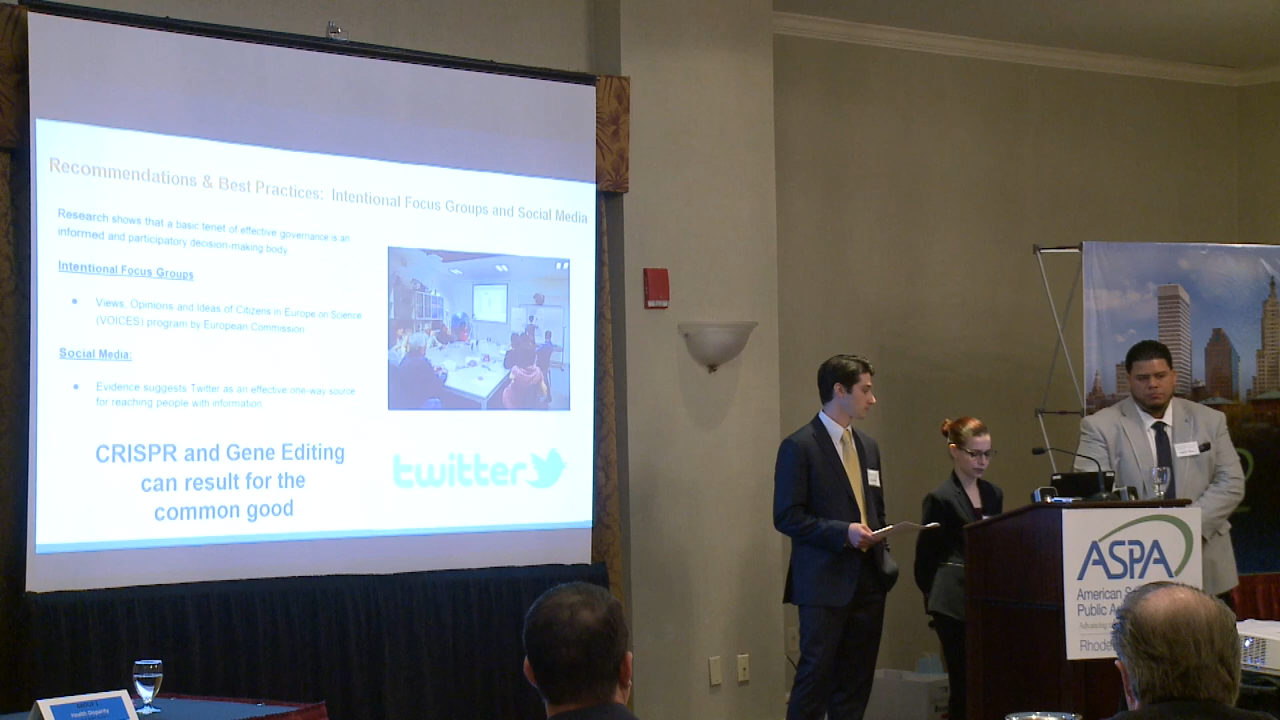 Recommendations & Best Practices: Intentional Focus Groups and Social Media
Research shows that a basic tenet of effective governance is an
informed and participatory decision-making body.
Intentional Focus Groups
• Views, Opinions and Ideas of Citizens in Europe on Science
(VOICES) program by European Commission
Social Media:
• Evidence suggests Twitter as an effective one-way source
for reaching people with information.
CRISPR and Gene Editing
can result for the
common good
twitter
ASPA
American
Public
Advancing
Rhode
Health Disparity